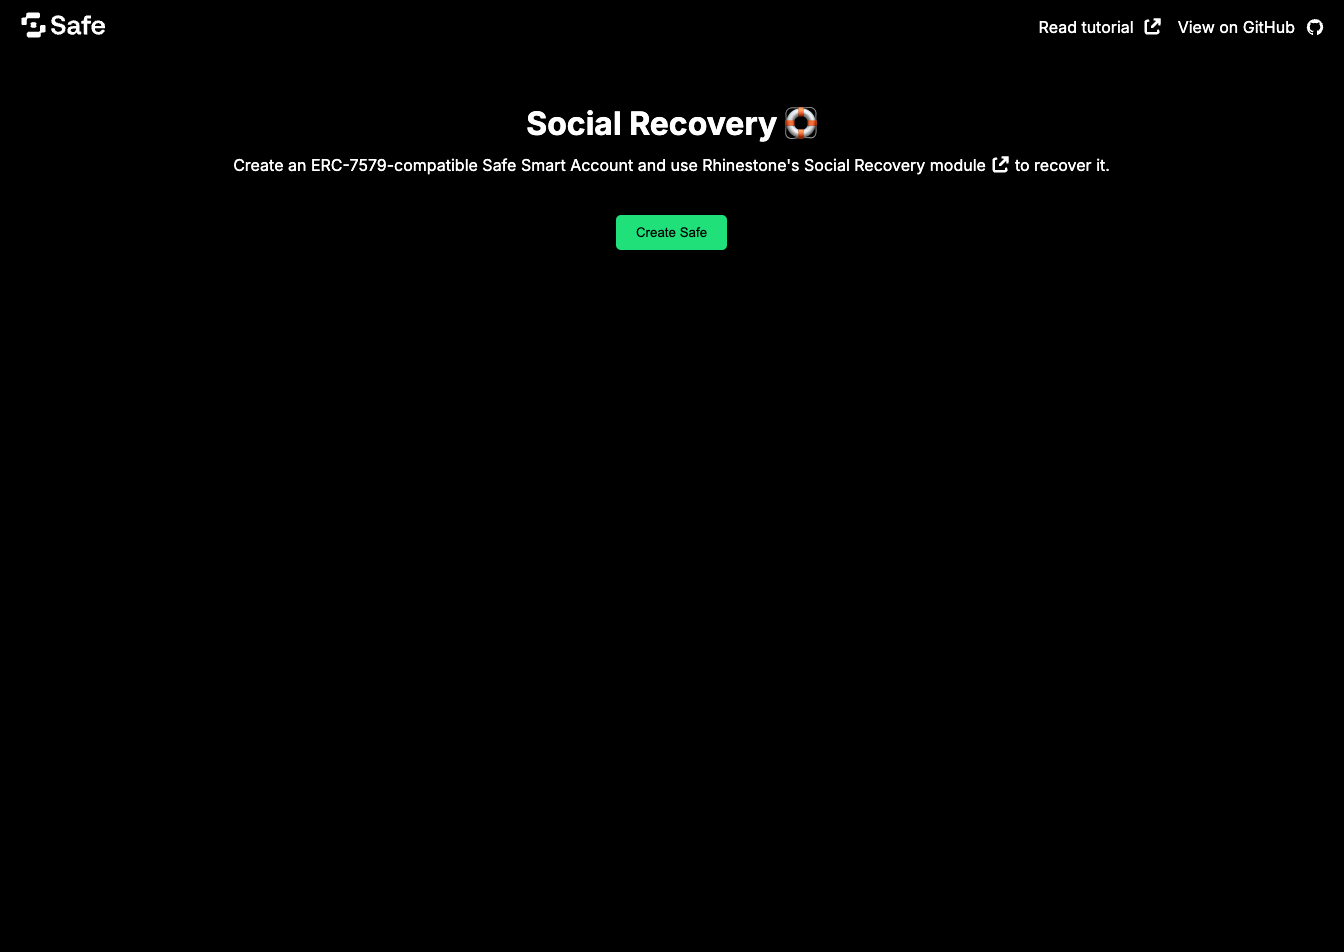 Safe
Read tutorial View on GitHub
Social Recovery
Create an ERC-7579-compatible Safe Smart Account and use Rhinestone's Social Recovery module to recover it.
Create Safe